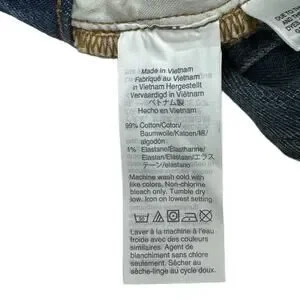 Made in Vietnam
Fabriqué au Vietnam
in Vietnam Hergestellt
Vervaardigd in Vietnam
ベトナム製
Hecho en Vietnam
99% Cotton/Coton/
Baumwolle/Katoen/綿/
algodón
1% Elastane/Élasthanne/
Elastan/Elastaan/エラス
テーン/elastano
Machine wash cold with
like colors. Non-chlorine
bleach only. Tumble dry
low. Iron on lowest setting
Laver à la machine à l'eau
froide avec des couleurs
similaires. Agent de
blanchiment sans chlore
seulement. Sécher au
sèche-linge au cycle doux.